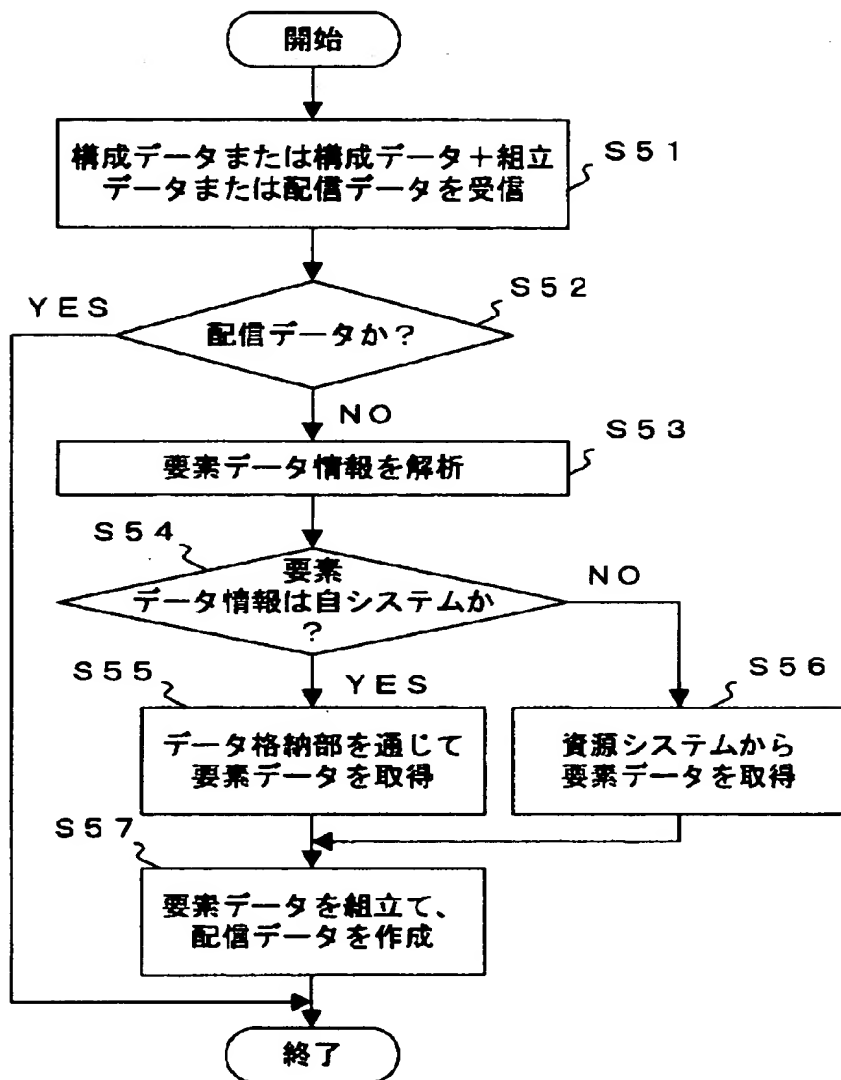 開始
構成データまたは構成データ＋組立
データまたは配信データを受信
S51
S52
YES
配信データか？
NO
S53
要素データ情報を解析
S54
要素
データ情報は自システムか
？
NO
S55
YES
S56
データ格納部を通じて
要素データを取得
資源システムから
要素データを取得
S57
要素データを組立て、
配信データを作成
終了